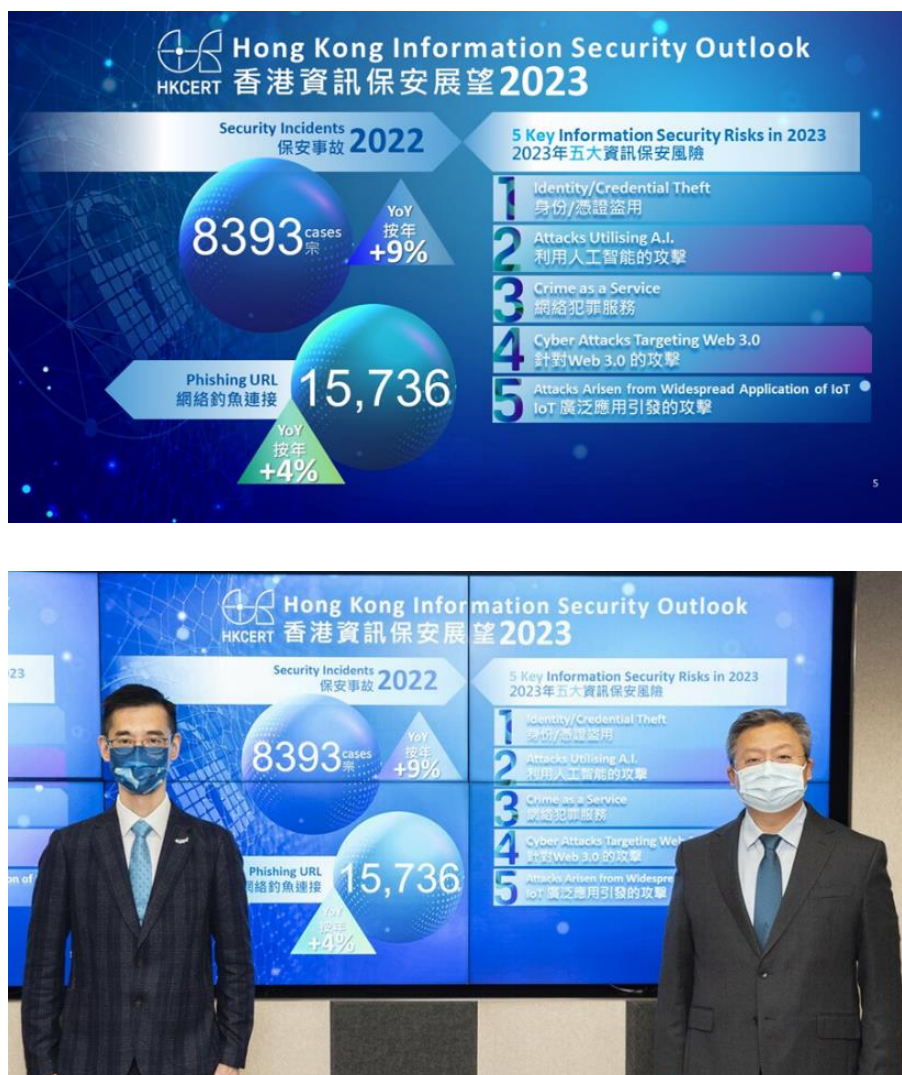 Hong Kong Information Security Outlook
HKCERT 香港資訊保安展望2023
Security Incidents
保安事故 2022
8393 cases
宗
YoY
按年
+9%
Phishing URL
網絡釣魚連接
15,736
YoY
按年
+4%
5 Key Information Security Risks in 2023
2023年五大資訊保安風險
1 Identity/Credential Theft
身份/憑證盜用
2 Attacks Utilising A.I.
利用人工智能的攻擊
3 Crime as a Service
網絡犯罪服務
4 Cyber Attacks Targeting Web 3.0
針對Web 3.0 的攻擊
5 Attacks Arisen from Widespread Application of IoT
IoT 廣泛應用引發的攻擊
5
Hong Kong Information Security Outlook
HKCERT 香港資訊保安展望2023
23
Security Incidents
保安事故 2022
8393 cases
宗
YoY
按年
+9%
Phishing URL
網絡釣魚連接
15,736
YoY
按年
+4%
on of
5 Key Information Security Risks in 2023
2023年五大資訊保安風險
1 Identity/Credential Theft
身份/憑證盜用
2 Attacks Utilising A.I.
利用人工智能的攻擊
3 Crime as a Service
網絡犯罪服務
4 Cyber Attacks Targeting Web
針對Web 3.0 的攻擊
5 Attacks Arisen from Widespre
IoT 廣泛應用引發的攻擊